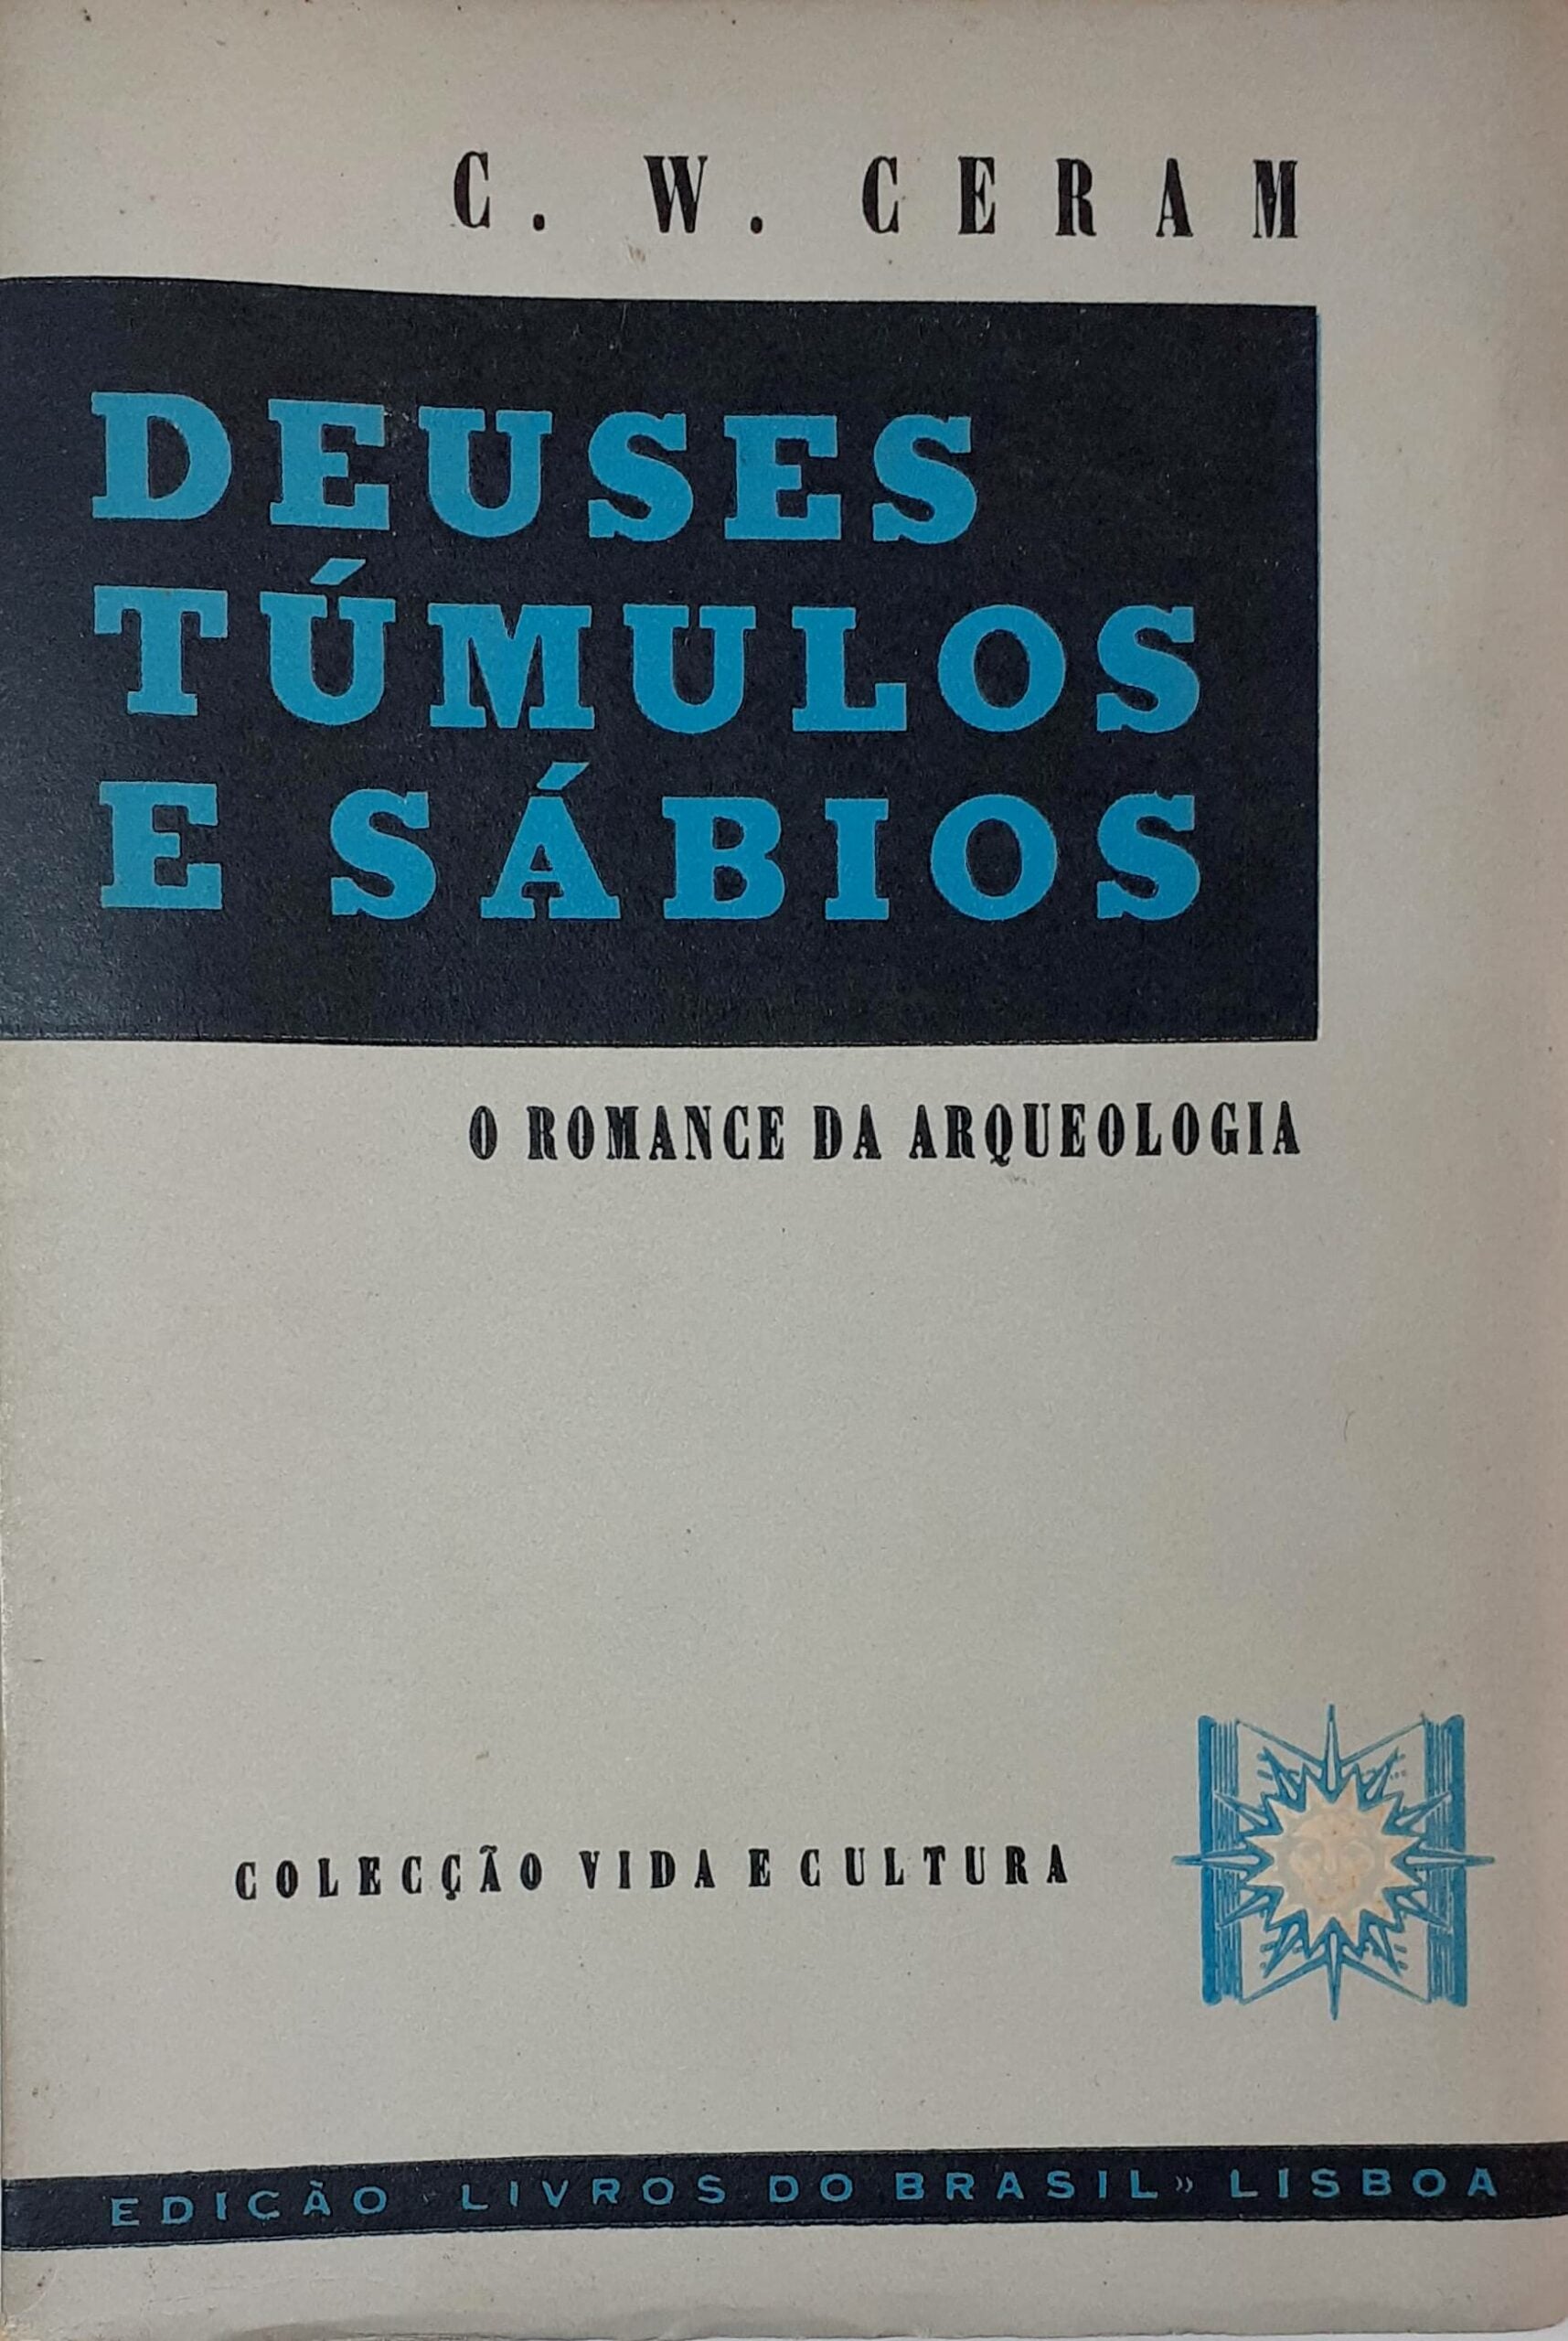 C. W. CERAM
DEUSES
TÚMULOS
E SÁBIOS
O ROMANCE DA ARQUEOLOGIA
COLECÇÃO VIDA E CULTURA
EDIÇÃO «LIVROS DO BRASIL» LISBOA